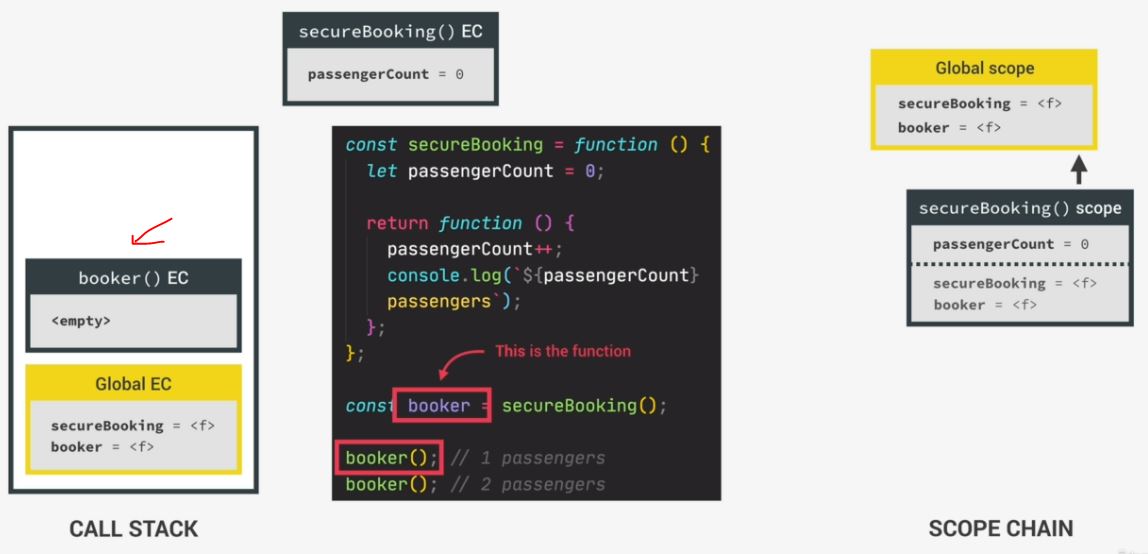 secureBooking() EC
passengerCount = 0
booker() EC
<empty>
Global EC
secureBooking = <f>
booker = <f>
CALL STACK
const secureBooking = function () {
let passengerCount = 0;
return function () {
passengerCount++;
console.log(`${passengerCount}
passengers`);
};
};
This is the function
const booker = secureBooking();
booker(); // 1 passengers
booker(); // 2 passengers
Global scope
secureBooking = <f>
booker = <f>
secureBooking() scope
passengerCount = 0
secureBooking = <f>
booker = <f>
SCOPE CHAIN